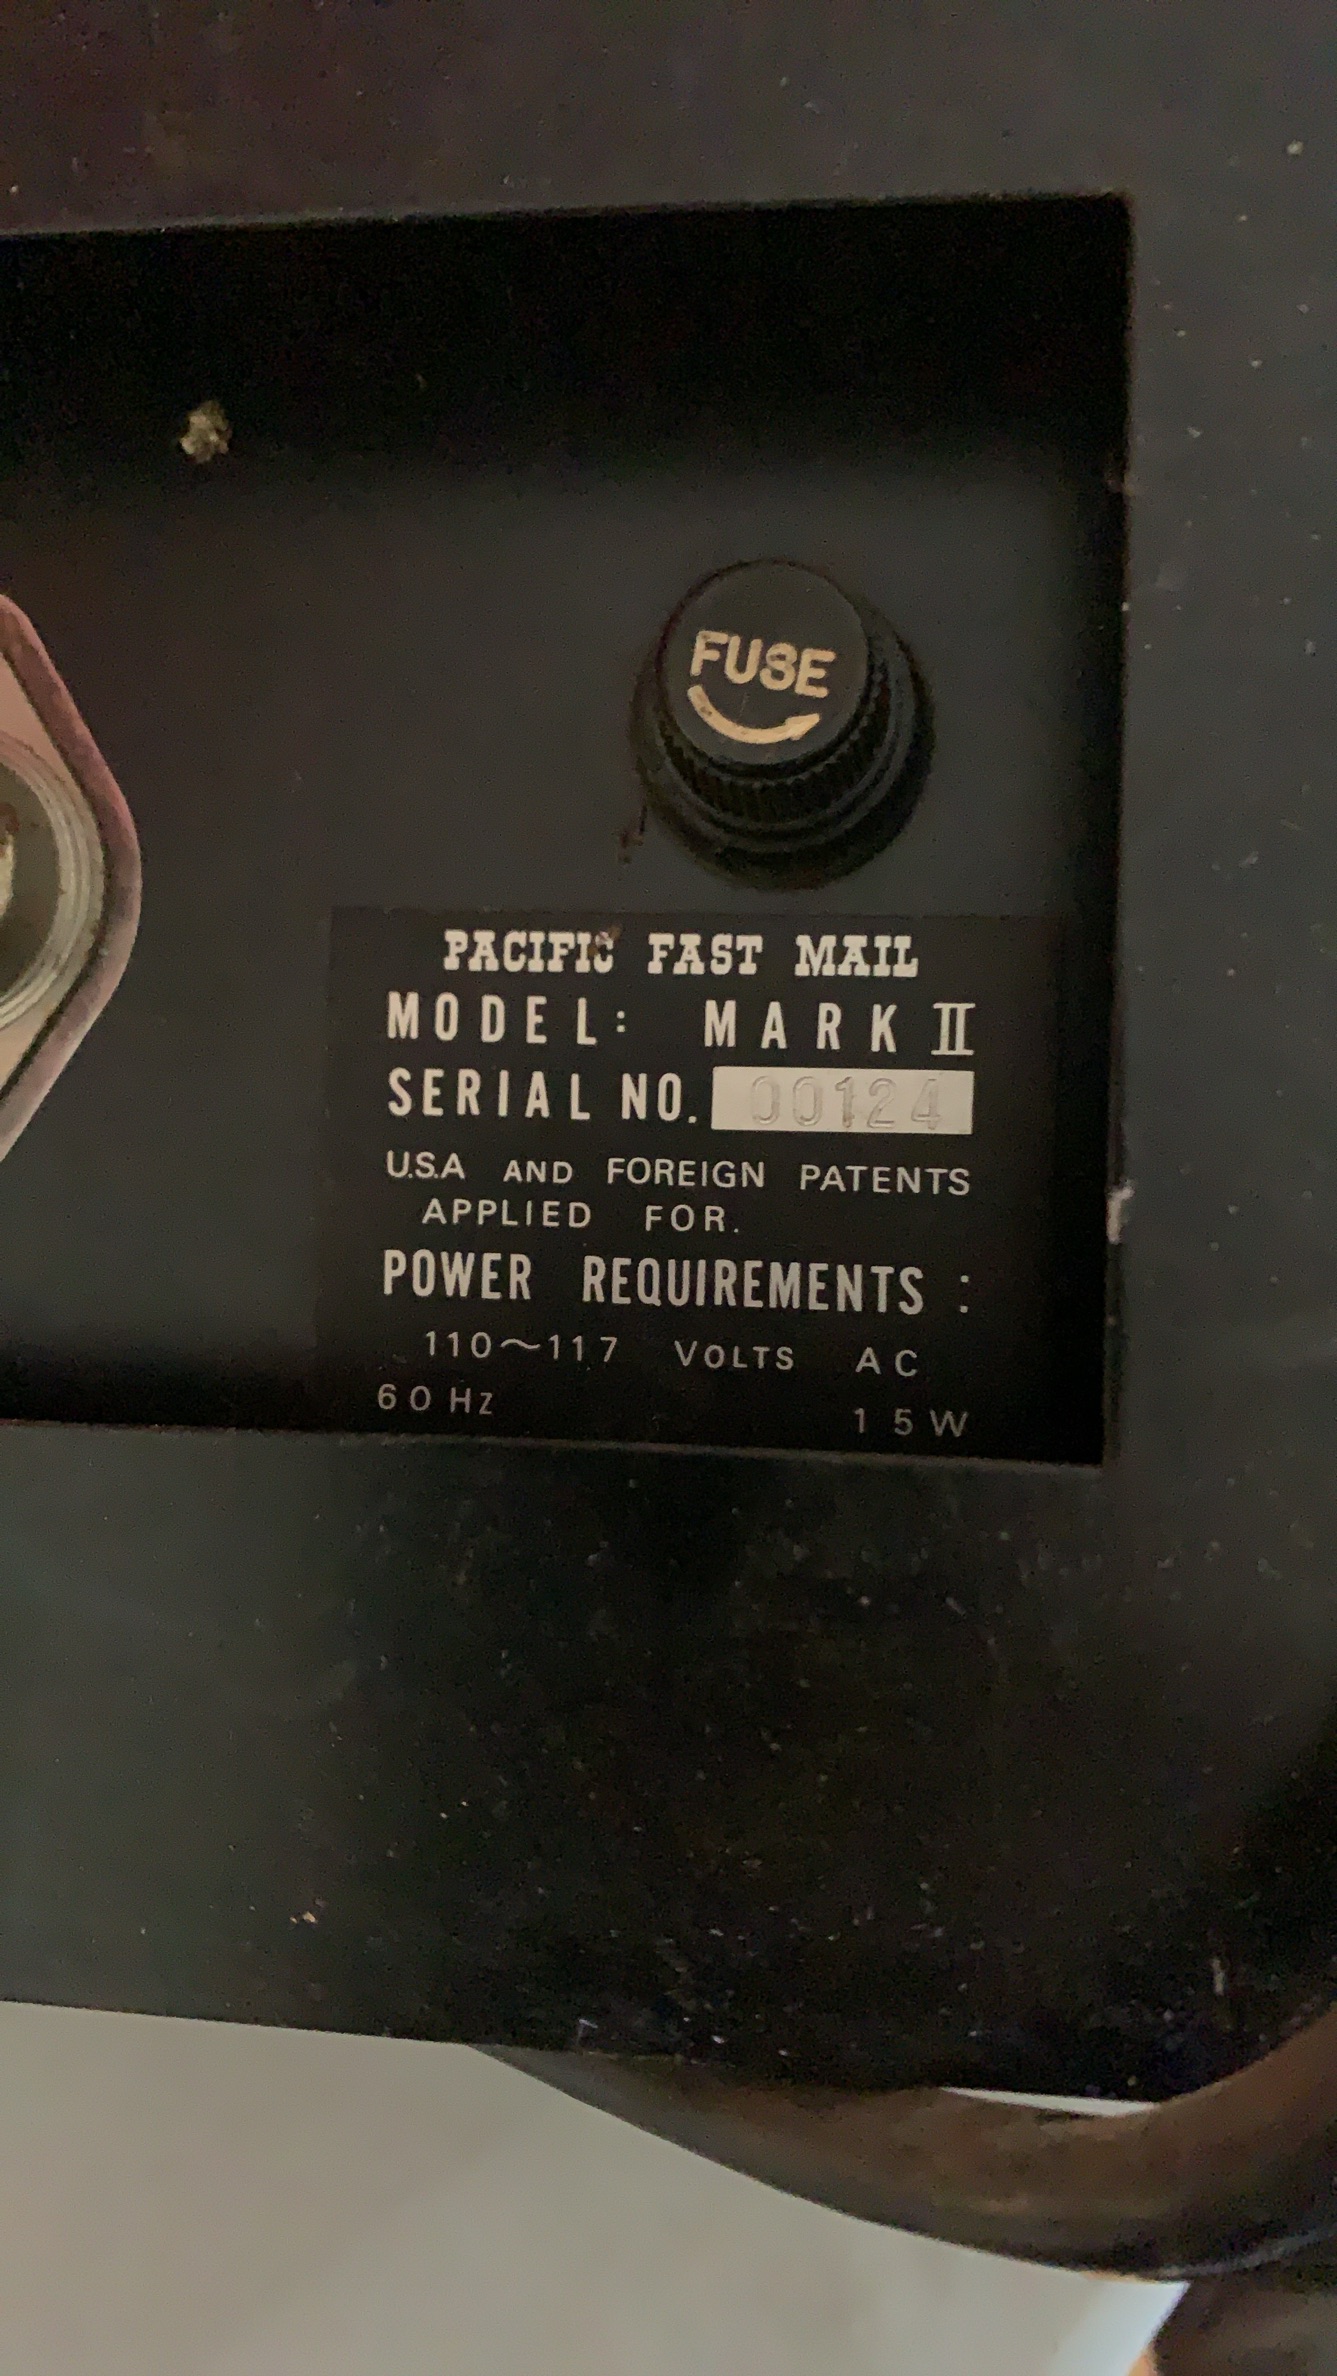 FUSE
PACIFIC FAST MAIL
MODEL: MARK II
SERIAL NO. 00124
U.S.A AND FOREIGN PATENTS
APPLIED FOR.
POWER REQUIREMENTS :
110~117 VOLTS AC
60 Hz 15W